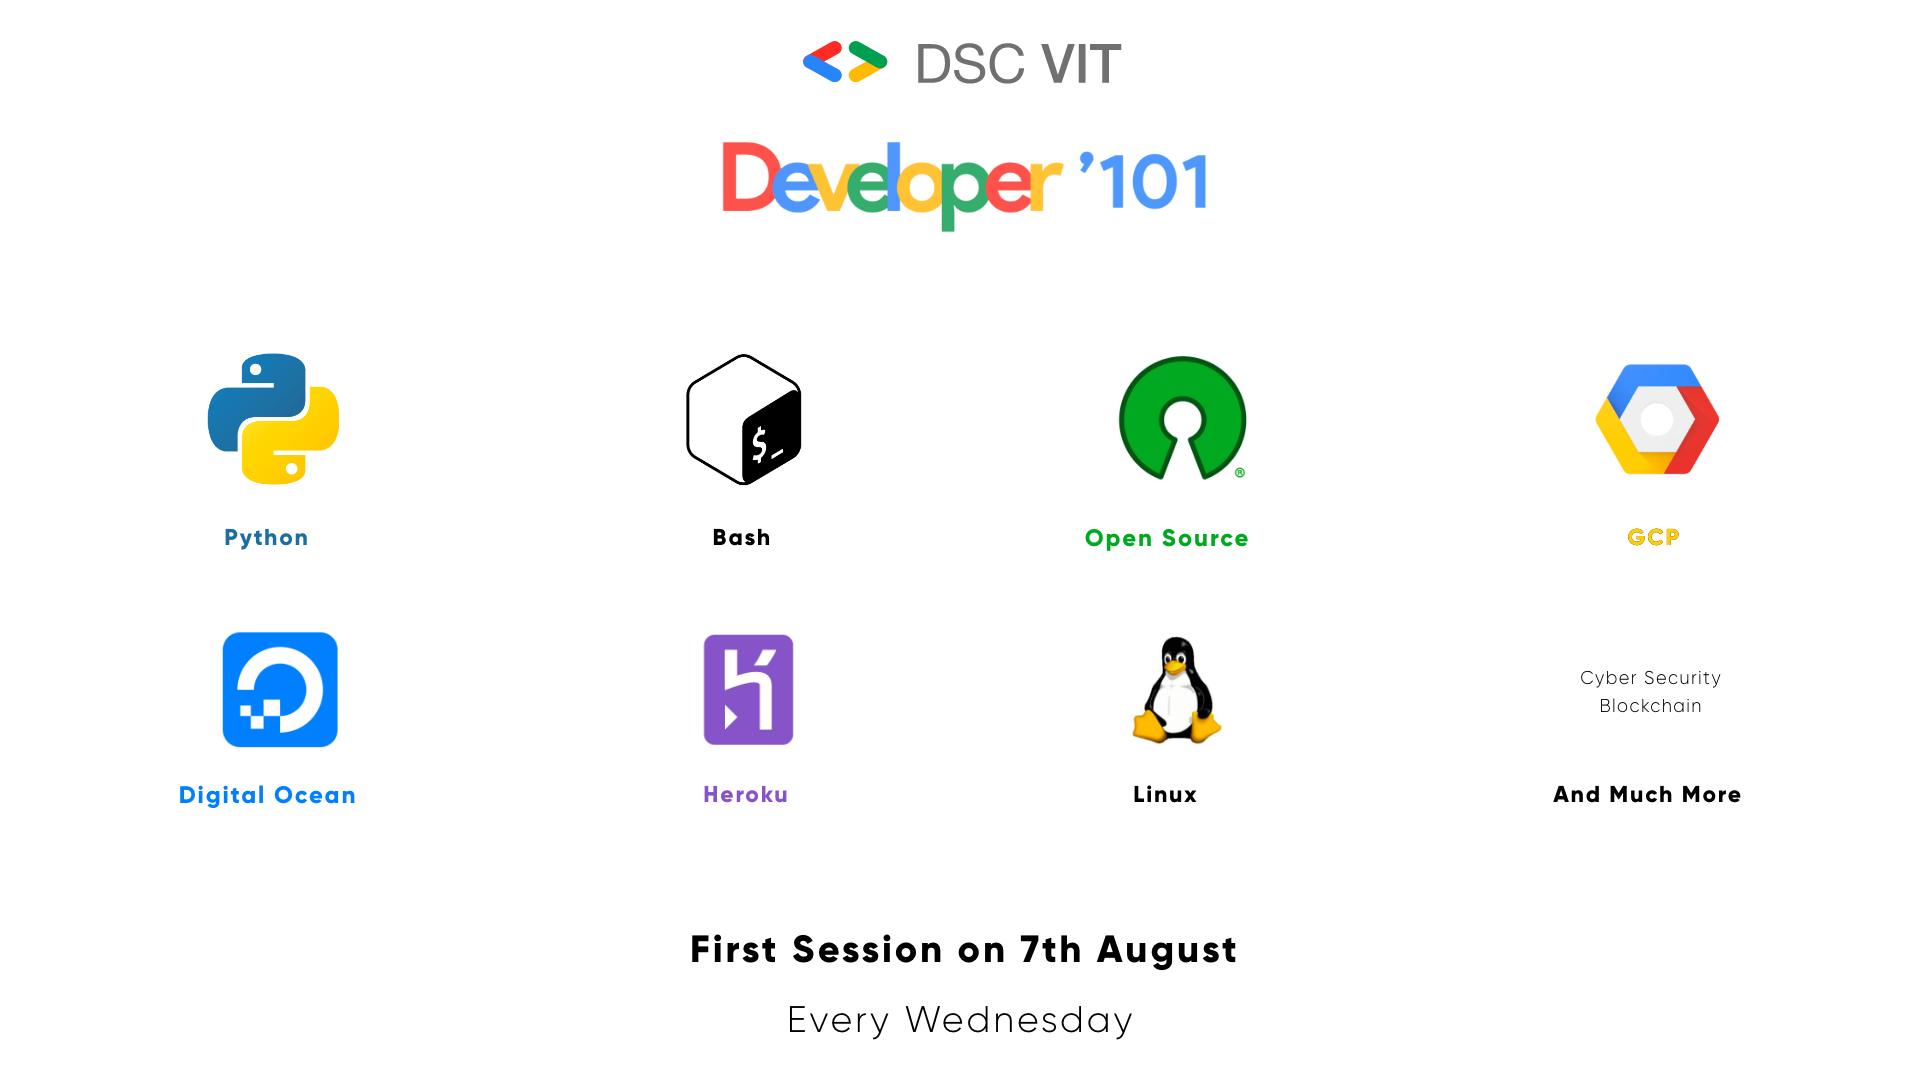 DSC VIT
Developer '101
$_
®
Python
Bash
Open Source
GCP
Cyber Security
Blockchain
Digital Ocean
Heroku
Linux
And Much More
First Session on 7th August
Every Wednesday